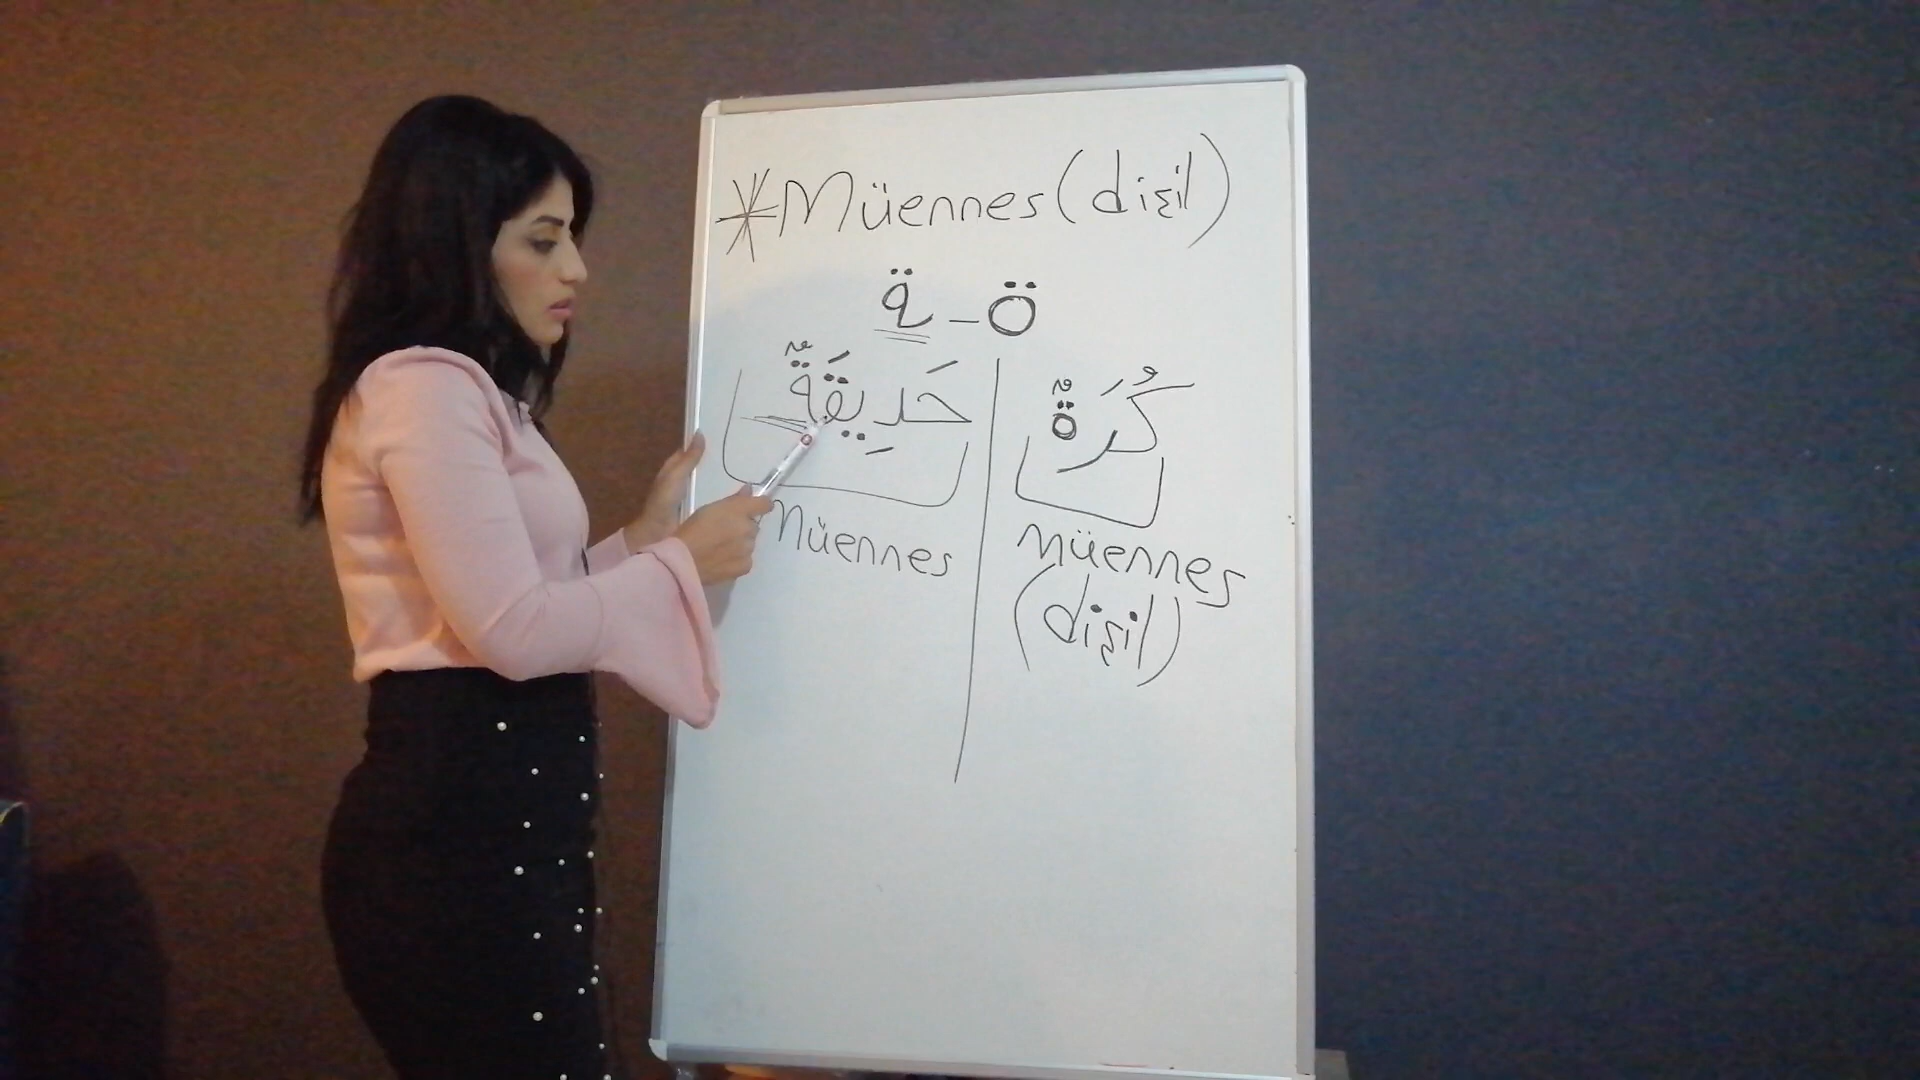 *Müennes (dişil)
ة - ـة
كُرَةٌ
حَدِيقَةٌ
müennes
(dişil)
Müennes